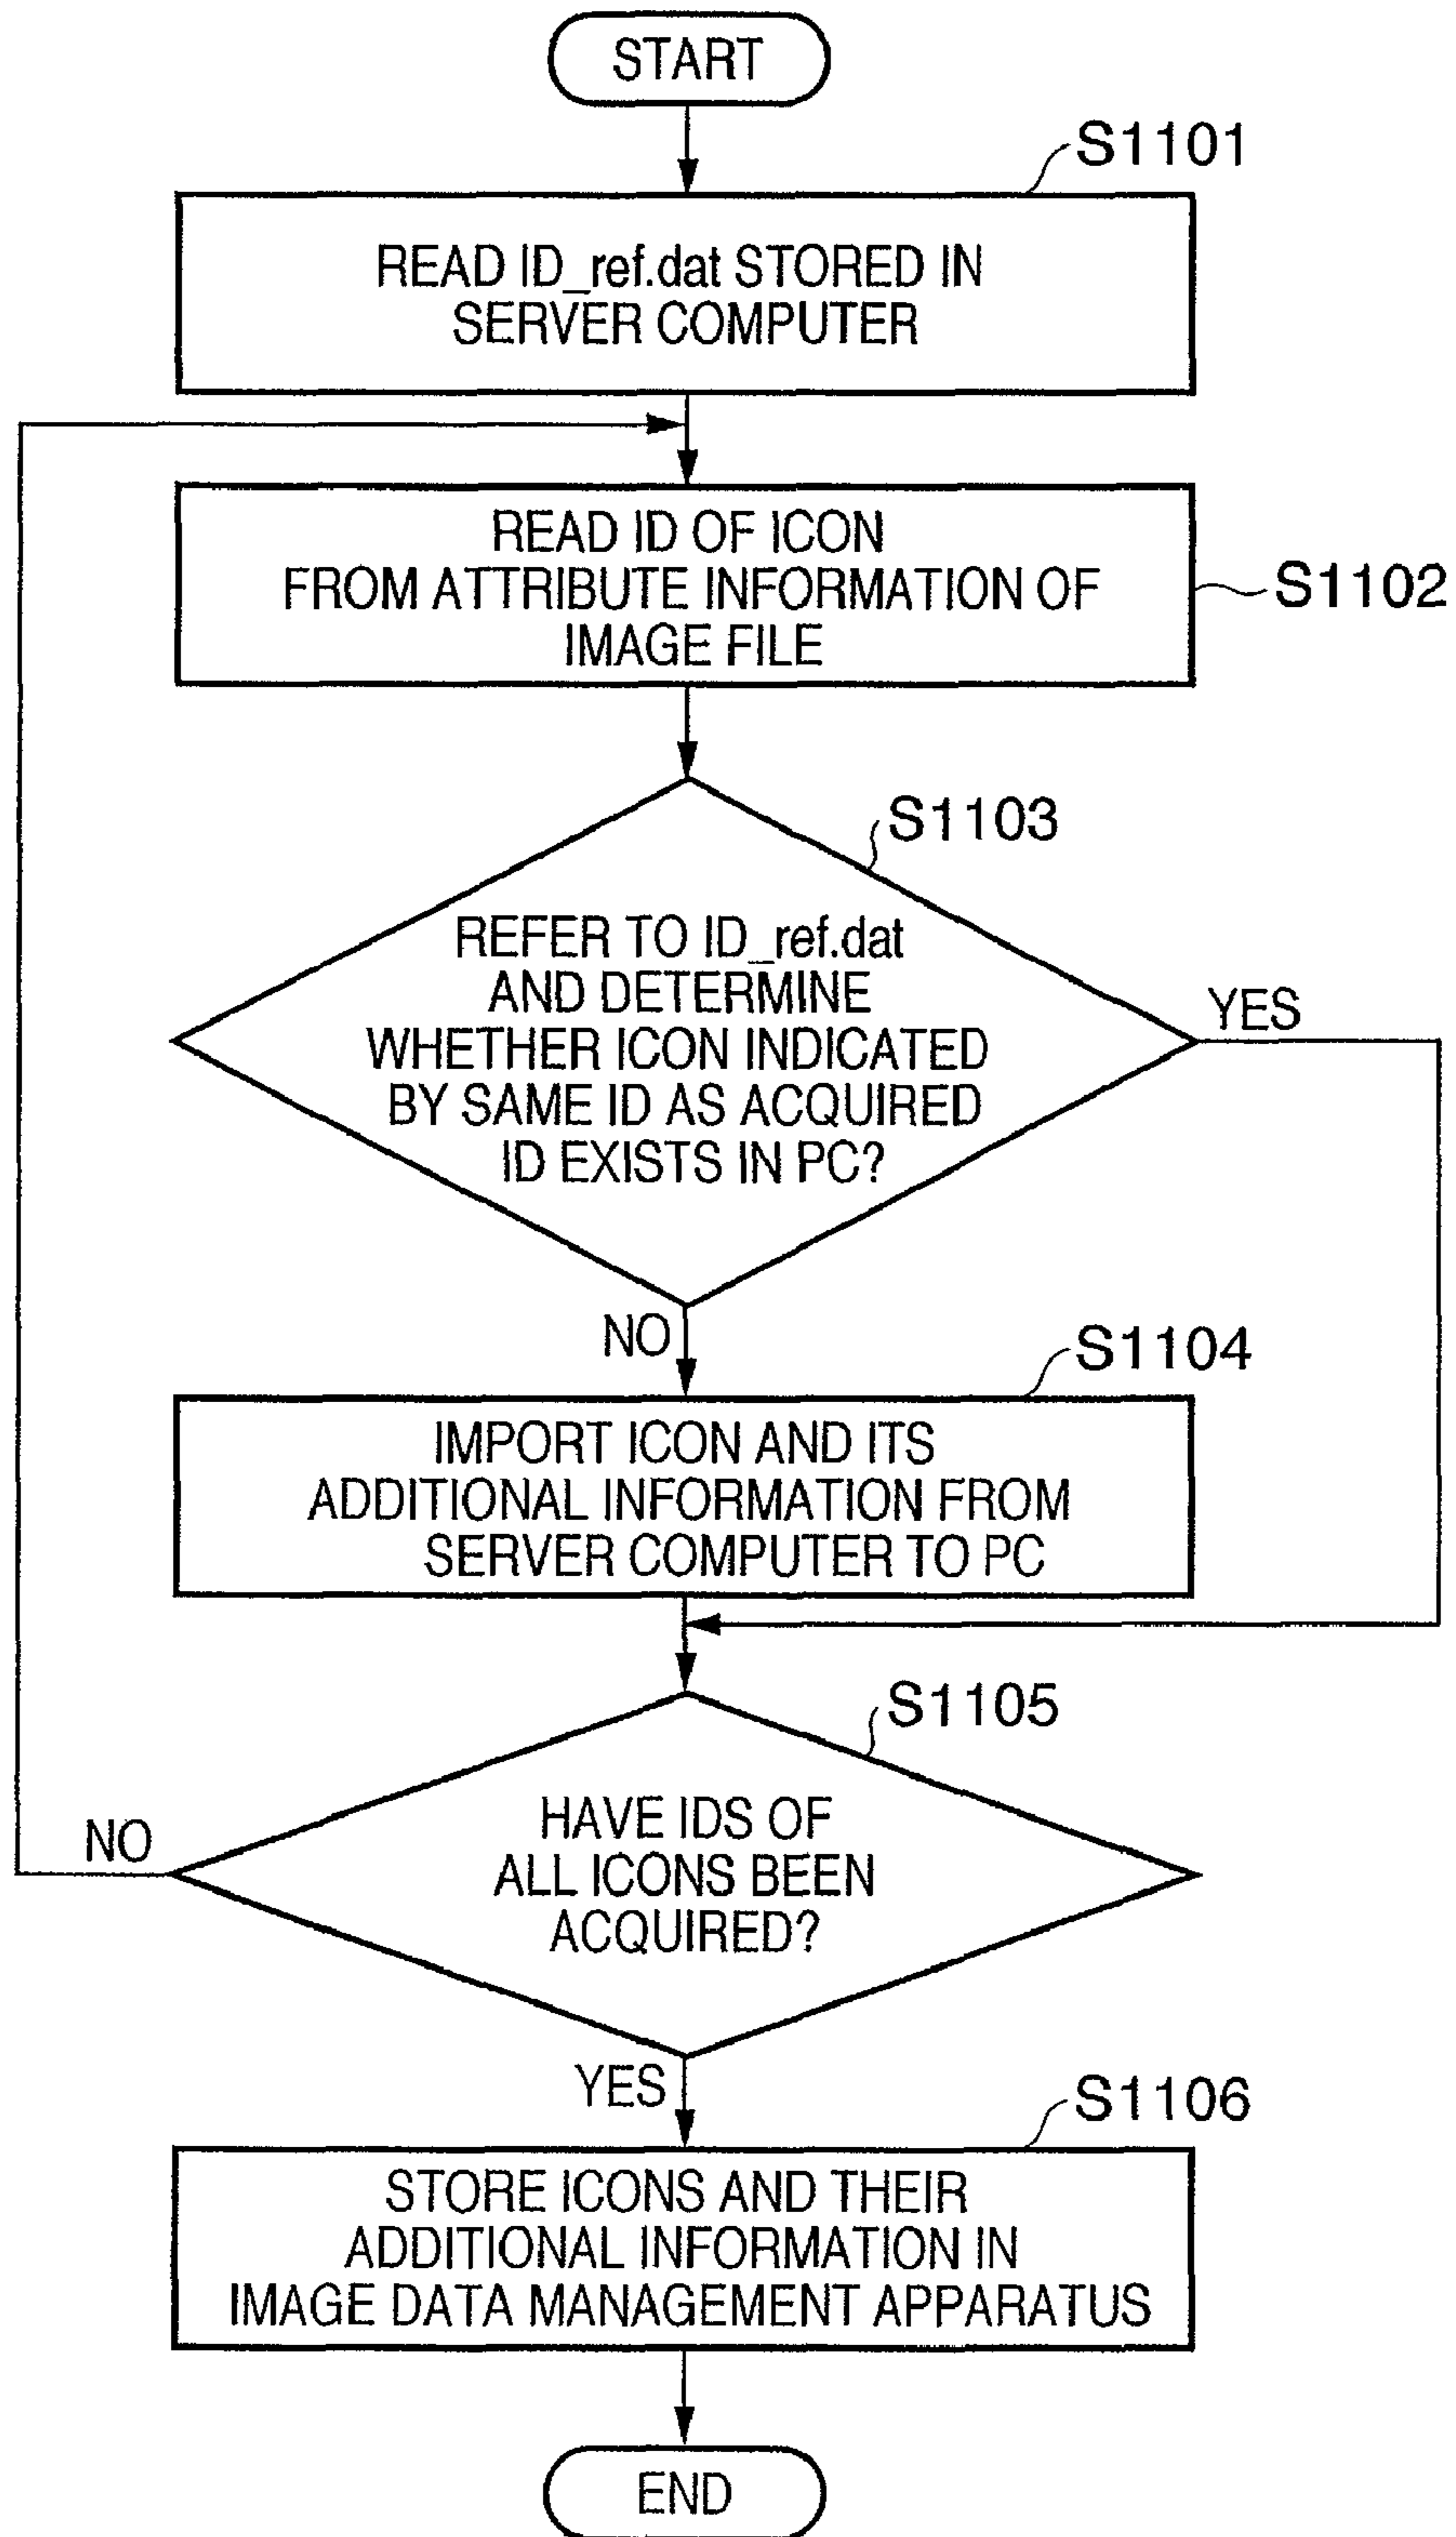 START
S1101
READ ID_ref.dat STORED IN
SERVER COMPUTER
READ ID OF ICON
FROM ATTRIBUTE INFORMATION OF
IMAGE FILE
S1102
S1103
REFER TO ID_ref.dat
AND DETERMINE
WHETHER ICON INDICATED
BY SAME ID AS ACQUIRED
ID EXISTS IN PC?
YES
NO
S1104
IMPORT ICON AND ITS
ADDITIONAL INFORMATION FROM
SERVER COMPUTER TO PC
S1105
HAVE IDS OF
ALL ICONS BEEN
ACQUIRED?
NO
YES
S1106
STORE ICONS AND THEIR
ADDITIONAL INFORMATION IN
IMAGE DATA MANAGEMENT APPARATUS
END